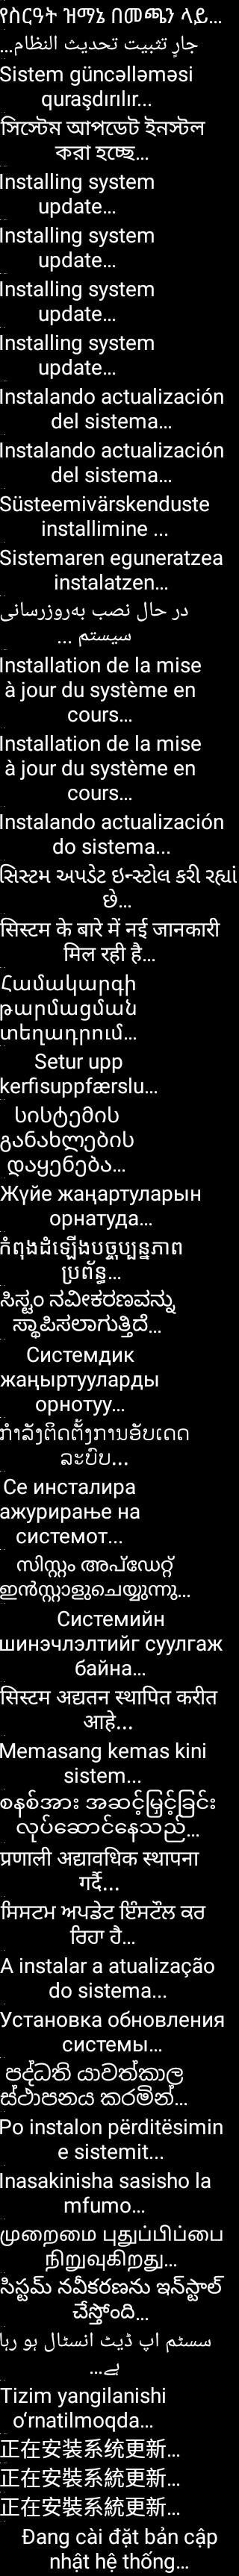 የስርዓት ዝማኔ በመጫን ላይ…
جارٍ تثبيت تحديث النظام…
Sistem güncəlləməsi
quraşdırılır...
সিস্টেম আপডেট ইনস্টল
করা হচ্ছে…
Installing system
update…
Installing system
update…
Installing system
update…
Installing system
update…
Instalando actualización
del sistema…
Instalando actualización
del sistema…
Süsteemivärskenduste
installimine ...
Sistemaren eguneratzea
instalatzen…
در حال نصب به‌روزرسانی
سیستم ...
Installation de la mise
à jour du système en
cours…
Installation de la mise
à jour du système en
cours…
Instalando actualización
do sistema...
સિસ્ટમ અપડેટ ઇન્સ્ટોલ કરી રહ્યાં
છે…
सिस्टम के बारे में नई जानकारी
मिल रही है…
Համակարգի
թարմացման
տեղադրում…
Setur upp
kerfisuppfærslu…
სისტემის
განახლების
დაყენება…
Жүйе жаңартуларын
орнатуда…
កំពុងដំឡើងបច្ចុប្បន្នភាព
ប្រព័ន្ធ…
ಸಿಸ್ಟಂ ನವೀಕರಣವನ್ನು
ಸ್ಥಾಪಿಸಲಾಗುತ್ತಿದೆ…
Системдик
жаңыртууларды
орнотуу…
ກຳລັງຕິດຕັ້ງການອັບເດດ
ລະບົບ...
Се инсталира
ажурирање на
системот...
സിസ്റ്റം അപ്ഡേറ്റ്
ഇൻസ്റ്റാളുചെയ്യുന്നു…
Системийн
шинэчлэлтийг суулгаж
байна…
सिस्टम अद्यतन स्थापित करीत
आहे…
Memasang kemas kini
sistem...
စနစ်အား အဆင့်မြှင့်ခြင်း
လုပ်ဆောင်နေသည်…
प्रणाली अद्यावधिक स्थापना
गर्दै…
ਸਿਸਟਮ ਅਪਡੇਟ ਇੰਸਟੌਲ ਕਰ
ਰਿਹਾ ਹੈ…
A instalar a atualização
do sistema...
Установка обновления
системы…
පද්ධති යාවත්කාල
ස්ථාපනය කරමින්…
Po instalon përditësimin
e sistemit...
Inasakinisha sasisho la
mfumo…
முறைமை புதுப்பிப்பை
நிறுவுகிறது…
సిస్టమ్ నవీకరణను ఇన్‌స్టాల్
చేస్తోంది…
سسٹم اپ ڈیٹ انسٹال ہو رہا
ہے…
Tizim yangilanishi
o‘rnatilmoqda…
正在安装系统更新…
正在安裝系統更新…
正在安裝系統更新…
Đang cài đặt bản cập
nhật hệ thống…